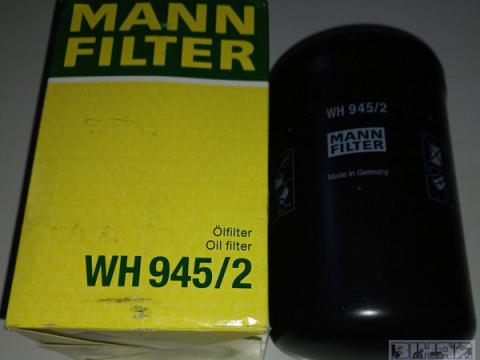 MANN
FILTER
Ölfilter
Oil filter
WH 945/2
WH 945/2
MANN
FILTER
Made in Germany